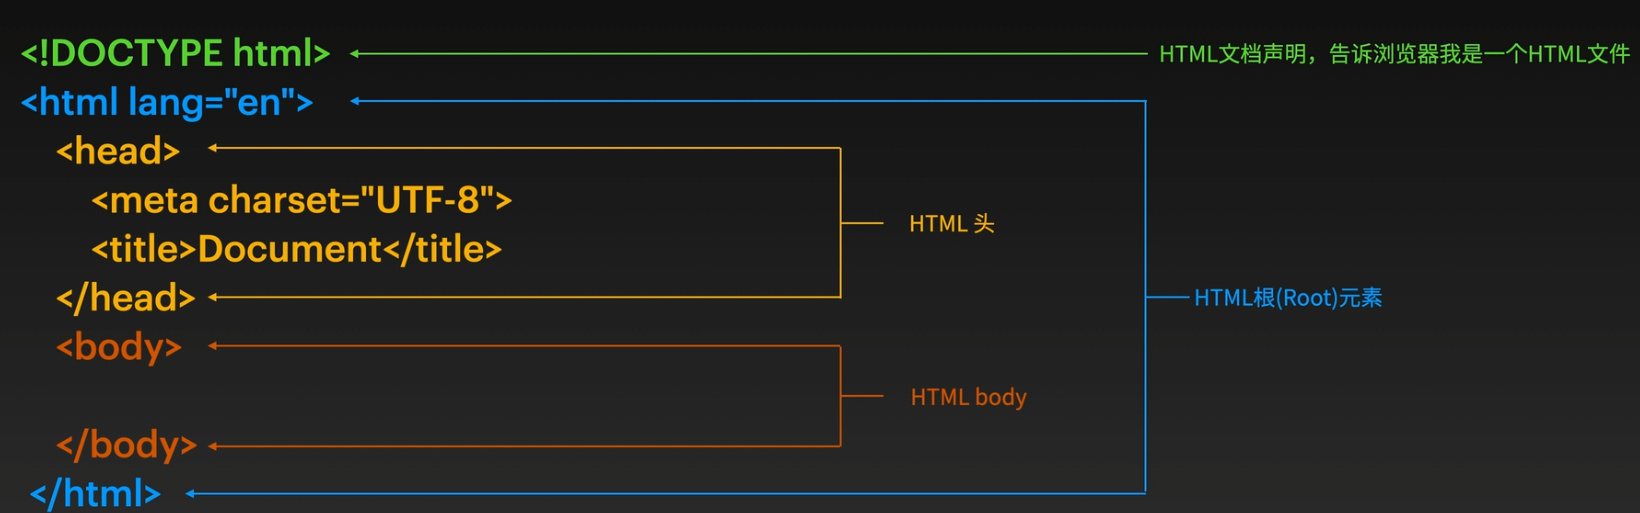 <!DOCTYPE html> HTML文档声明，告诉浏览器我是一个HTML文件
<html lang="en">
<head>
<meta charset="UTF-8">
HTML 头
<title>Document</title>
</head> HTML根(Root)元素
<body>
HTML body
</body>
</html>